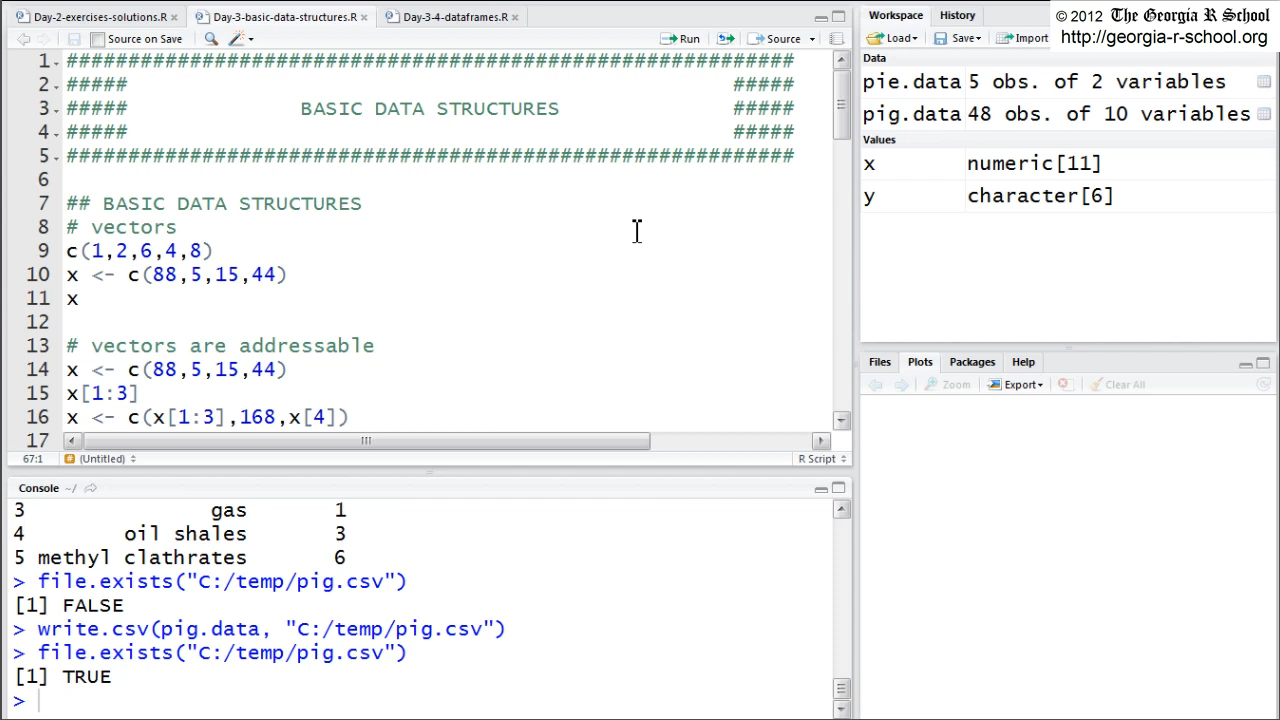 Day-2-exercises-solutions.R Day-3-basic-data-structures.R Day-3-4-dataframes.R
Source on Save Run Source
1 ###########################################################
2 ##### #####
3 ##### BASIC DATA STRUCTURES #####
4 ##### #####
5 ###########################################################
6
7 ## BASIC DATA STRUCTURES
8 # vectors
9 c(1,2,6,4,8)
10 x <- c(88,5,15,44)
11 x
12
13 # vectors are addressable
14 x <- c(88,5,15,44)
15 x[1:3]
16 x <- c(x[1:3],168,x[4])
17
67:1 # (Untitled) R Script
Console ~/
3 gas 1
4 oil shales 3
5 methyl clathrates 6
> file.exists("C:/temp/pig.csv")
[1] FALSE
> write.csv(pig.data, "C:/temp/pig.csv")
> file.exists("C:/temp/pig.csv")
[1] TRUE
>
Workspace History
© 2012 The Georgia R School
http://georgia-r-school.org
Load Save Import
Data
pie.data 5 obs. of 2 variables
pig.data 48 obs. of 10 variables
Values
x numeric[11]
y character[6]
Files Plots Packages Help
Zoom Export Clear All